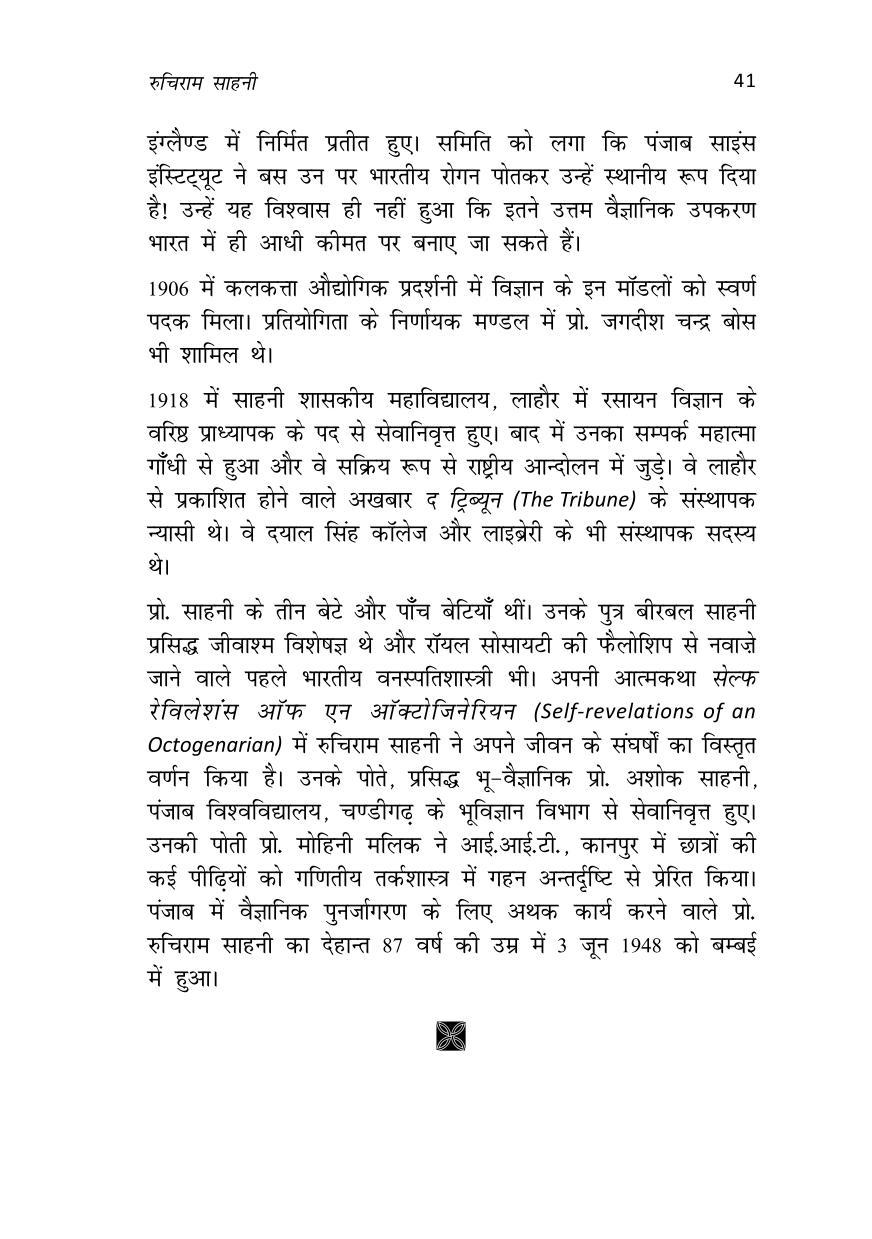 रुचिराम साहनी 41
इंग्लैण्ड में निर्मित प्रतीत हुए। समिति को लगा कि पंजाब साइंस
इंस्टिट्यूट ने बस उन पर भारतीय रोगन पोतकर उन्हें स्थानीय रूप दिया
है! उन्हें यह विश्वास ही नहीं हुआ कि इतने उत्तम वैज्ञानिक उपकरण
भारत में ही आधी कीमत पर बनाए जा सकते हैं।
1906 में कलकत्ता औद्योगिक प्रदर्शनी में विज्ञान के इन मॉडलों को स्वर्ण
पदक मिला। प्रतियोगिता के निर्णायक मण्डल में प्रो. जगदीश चन्द्र बोस
भी शामिल थे।
1918 में साहनी शासकीय महाविद्यालय, लाहौर में रसायन विज्ञान के
वरिष्ठ प्राध्यापक के पद से सेवानिवृत्त हुए। बाद में उनका सम्पर्क महात्मा
गाँधी से हुआ और वे सक्रिय रूप से राष्ट्रीय आन्दोलन में जुड़े। वे लाहौर
से प्रकाशित होने वाले अखबार द ट्रिब्यून (The Tribune) के संस्थापक
न्यासी थे। वे दयाल सिंह कॉलेज और लाइब्रेरी के भी संस्थापक सदस्य
थे।
प्रो. साहनी के तीन बेटे और पाँच बेटियाँ थीं। उनके पुत्र बीरबल साहनी
प्रसिद्ध जीवाश्म विशेषज्ञ थे और रॉयल सोसायटी की फैलोशिप से नवाज़े
जाने वाले पहले भारतीय वनस्पतिशास्त्री भी। अपनी आत्मकथा सेल्फ
रेविलेशंस ऑफ एन ऑक्टोजिनेरियन (Self-revelations of an
Octogenarian) में रुचिराम साहनी ने अपने जीवन के संघर्षों का विस्तृत
वर्णन किया है। उनके पोते, प्रसिद्ध भू-वैज्ञानिक प्रो. अशोक साहनी,
पंजाब विश्वविद्यालय, चण्डीगढ़ के भूविज्ञान विभाग से सेवानिवृत्त हुए।
उनकी पोती प्रो. मोहिनी मलिक ने आई.आई.टी., कानपुर में छात्रों की
कई पीढ़ियों को गणितीय तर्कशास्त्र में गहन अन्तर्दृष्टि से प्रेरित किया।
पंजाब में वैज्ञानिक पुनर्जागरण के लिए अथक कार्य करने वाले प्रो.
रुचिराम साहनी का देहान्त 87 वर्ष की उम्र में 3 जून 1948 को बम्बई
में हुआ।